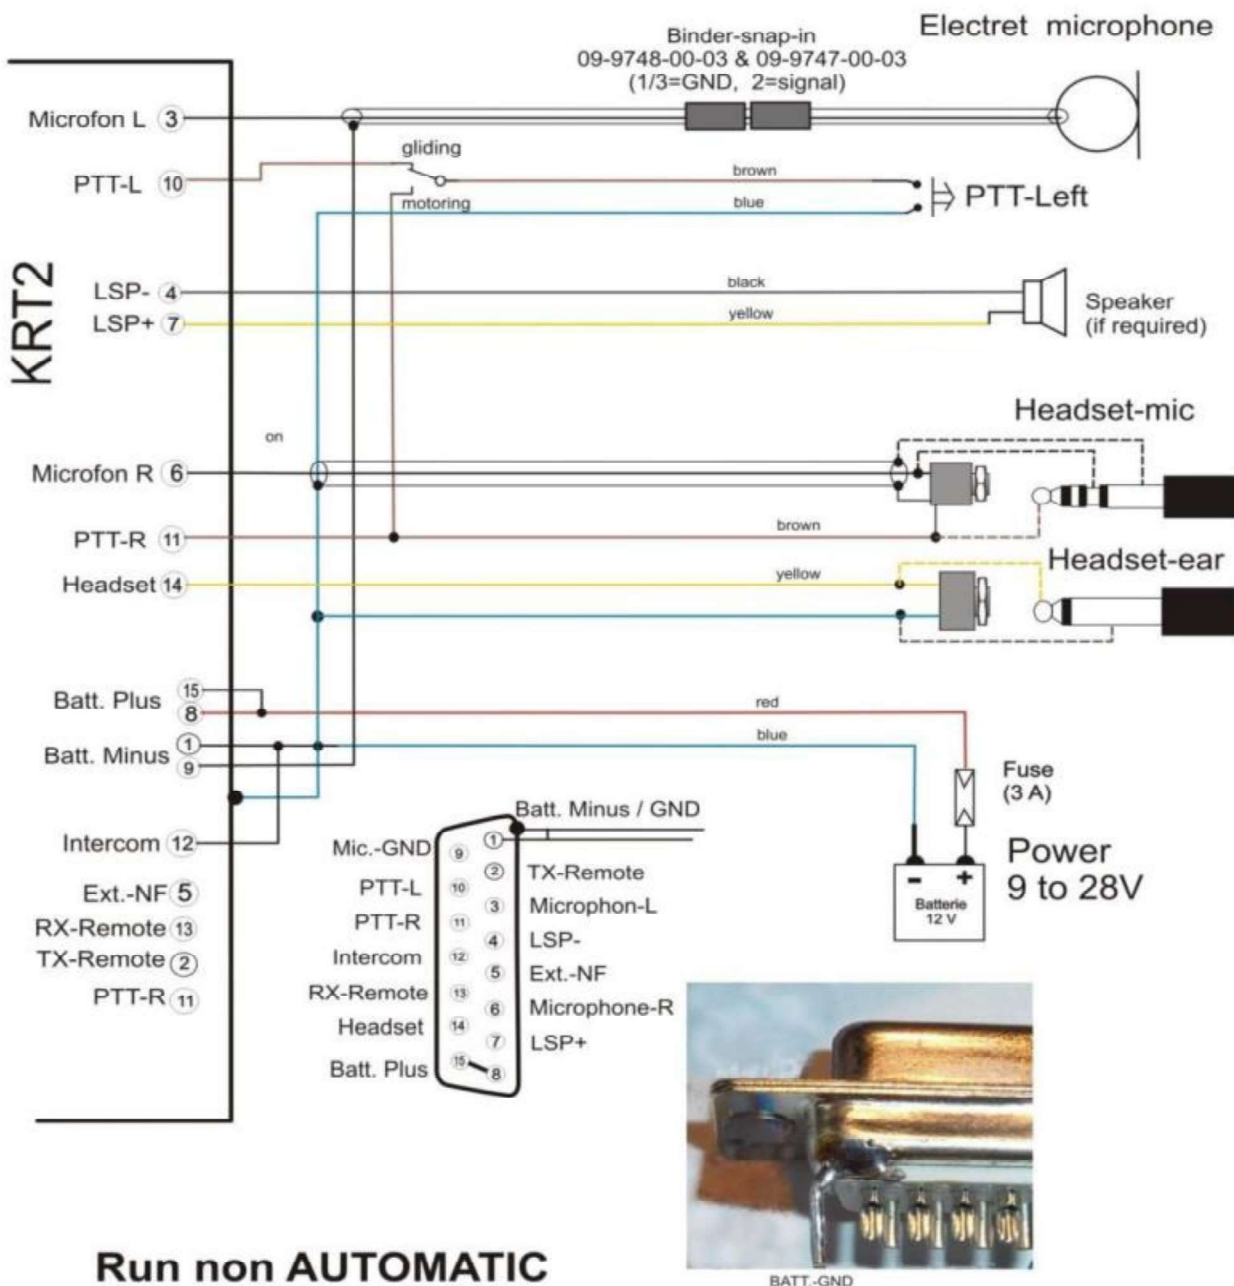 Electret microphone
Binder-snap-in
09-9748-00-03 & 09-9747-00-03
(1/3=GND, 2=signal)
Microfon L 3
gliding
PTT-L 10
brown
motoring
blue
PTT-Left
KRT2
LSP- 4
black
LSP+ 7
yellow
Speaker
(if required)
Headset-mic
on
Microfon R 6
PTT-R 11
brown
Headset-ear
Headset 14
yellow
Batt. Plus
15
8
red
Batt. Minus
1
9
blue
Fuse
(3 A)
Power
9 to 28V
- +
Batterie
12 V
Intercom 12
Ext.-NF 5
RX-Remote 13
TX-Remote 2
PTT-R 11
Batt. Minus / GND
Mic.-GND 9
1
PTT-L 10
2 TX-Remote
PTT-R 11
3 Microphon-L
Intercom 12
4 LSP-
RX-Remote 13
5 Ext.-NF
Headset 14
6 Microphone-R
Batt. Plus 15
7 LSP+
8
Run non AUTOMATIC
BATT.-GND